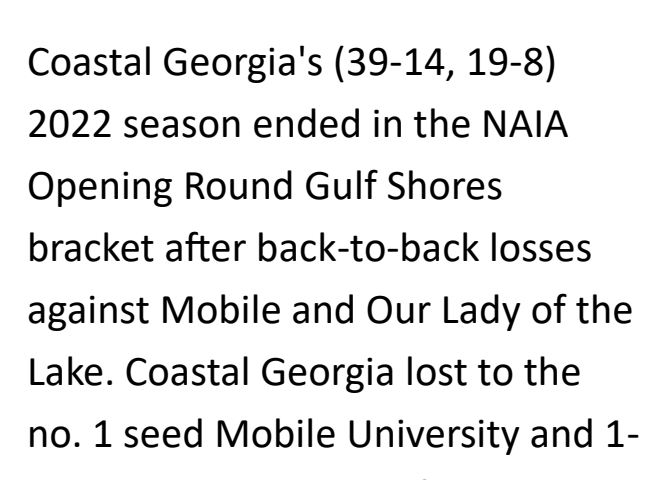 Coastal Georgia's (39-14, 19-8)
2022 season ended in the NAIA
Opening Round Gulf Shores
bracket after back-to-back losses
against Mobile and Our Lady of the
Lake. Coastal Georgia lost to the
no. 1 seed Mobile University and 1-